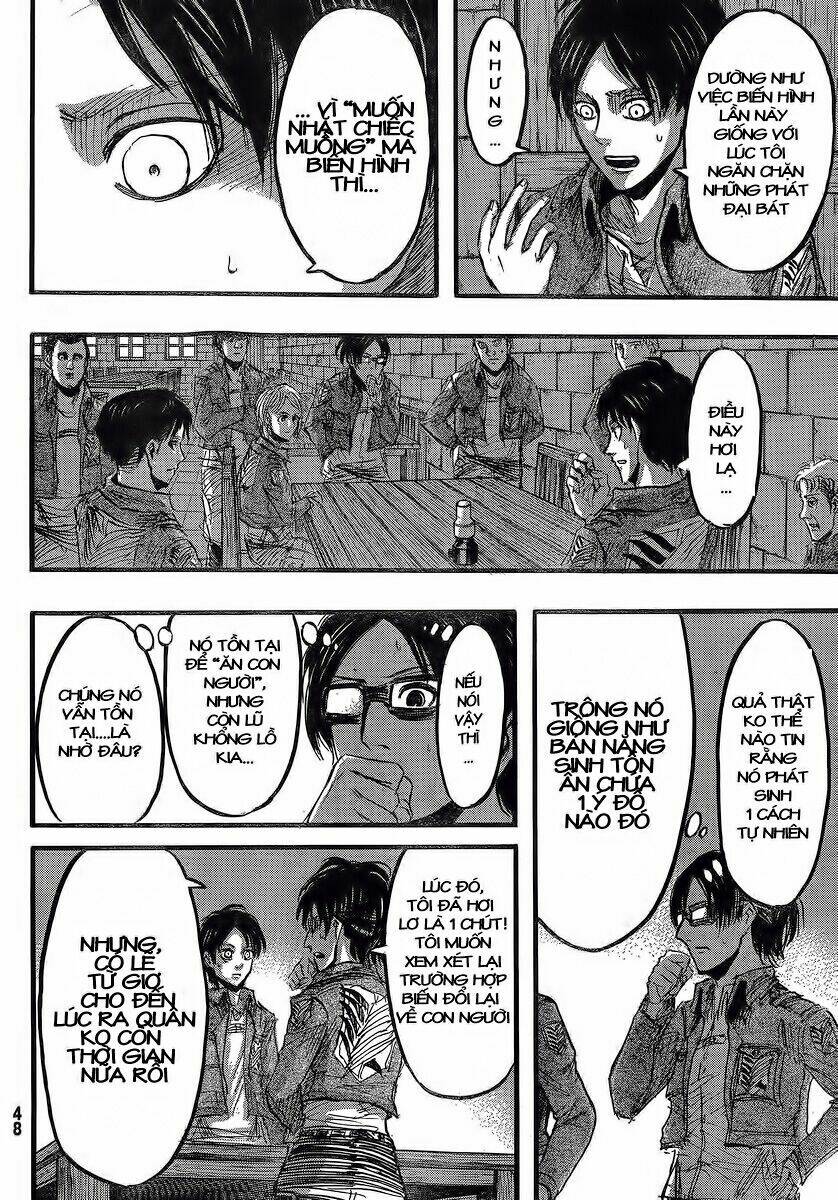 DƯỜNG NHƯ
VIỆC BIẾN HÌNH
LẦN NÀY
GIỐNG VỚI
LÚC TÔI
NGĂN CHẶN
NHỮNG PHÁT
ĐẠI BÁT
NHƯNG
...
... VÌ "MUỐN
NHẶT CHIẾC
MUỖNG" MÀ
BIẾN HÌNH
THÌ...
ĐIỀU
NÀY
HƠI
LẠ
...
QUẢ THẬT
KO THỂ
NÀO TIN
RẰNG
NÓ PHÁT
SINH
1 CÁCH
TỰ NHIÊN
TRÔNG NÓ
GIỐNG NHƯ
BẢN NĂNG
SINH TỒN
ẨN CHỨA
1 Ý ĐỒ
NÀO ĐÓ
NẾU
NÓI
VẬY
THÌ
...
NÓ TỒN TẠI
ĐỂ "ĂN CON
NGƯỜI",
NHƯNG
CÒN LŨ
KHỔNG LỒ
KIA...
CHÚNG NÓ
VẪN TỒN
TẠI....LÀ
NHỜ ĐÂU?
LÚC ĐÓ,
TÔI ĐÃ HƠI
LƠ LÀ 1 CHÚT!
TÔI MUỐN
XEM XÉT LẠI
TRƯỜNG HỢP
BIẾN ĐỔI LẠI
VỀ CON NGƯỜI
NHƯNG,
CÓ LẼ
TỪ GIỜ
CHO ĐẾN
LÚC RA QUÂN
KO CÒN
THỜI GIAN
NỮA RỒI
48